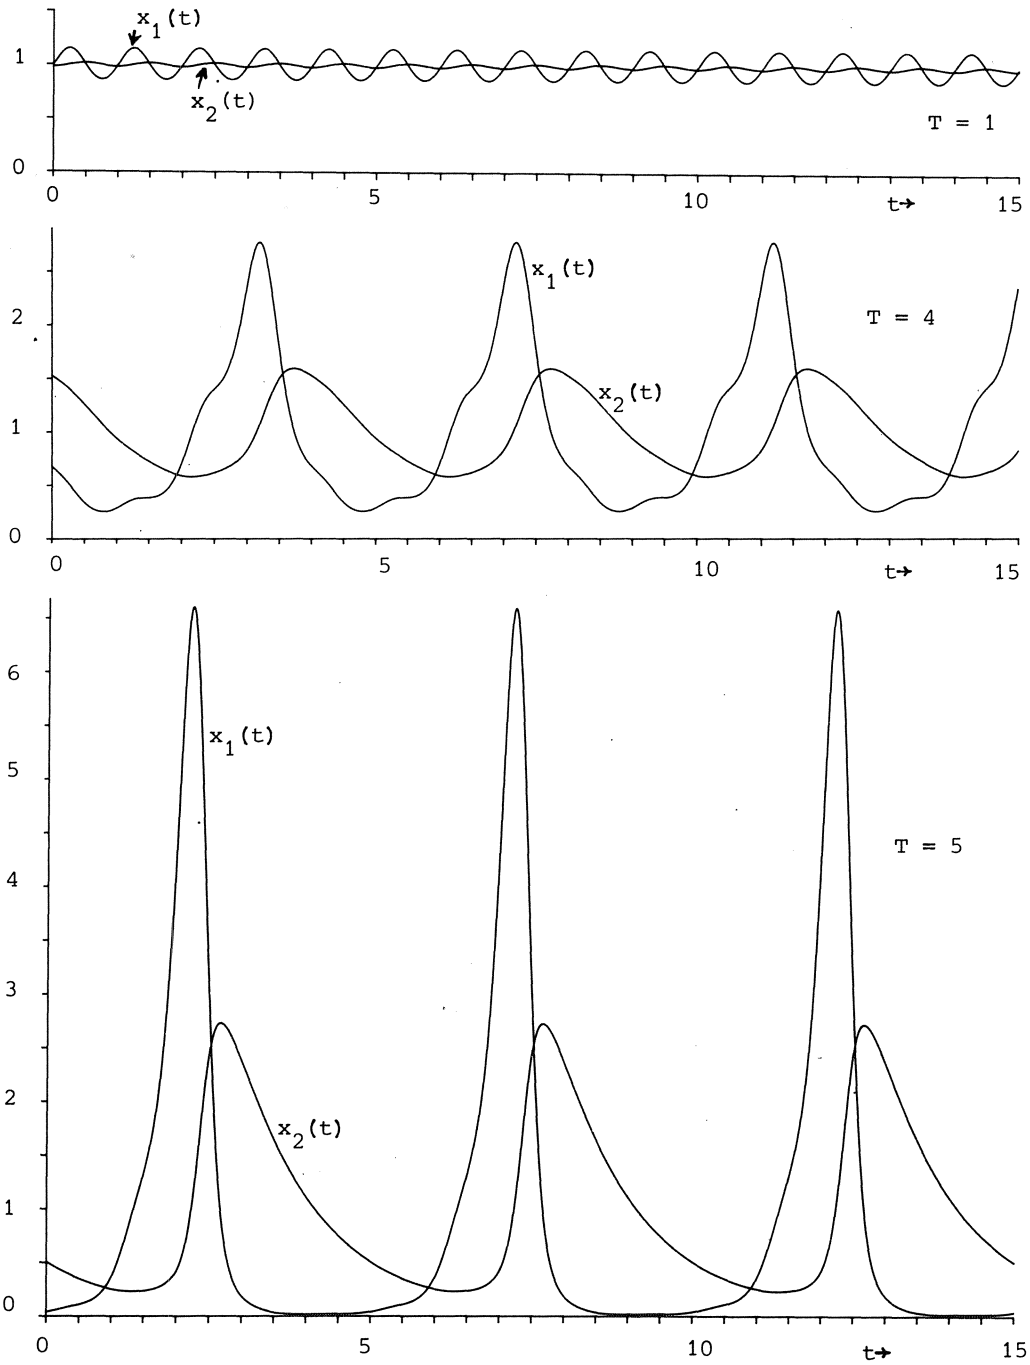 x₁(t)
1
x₂(t)
T = 1
0
0 5 10 t→ 15
x₁(t)
2
T = 4
x₂(t)
1
0
0 5 10 t→ 15
6
x₁(t)
5
T = 5
4
3
2
x₂(t)
1
0
0 5 10 t→ 15